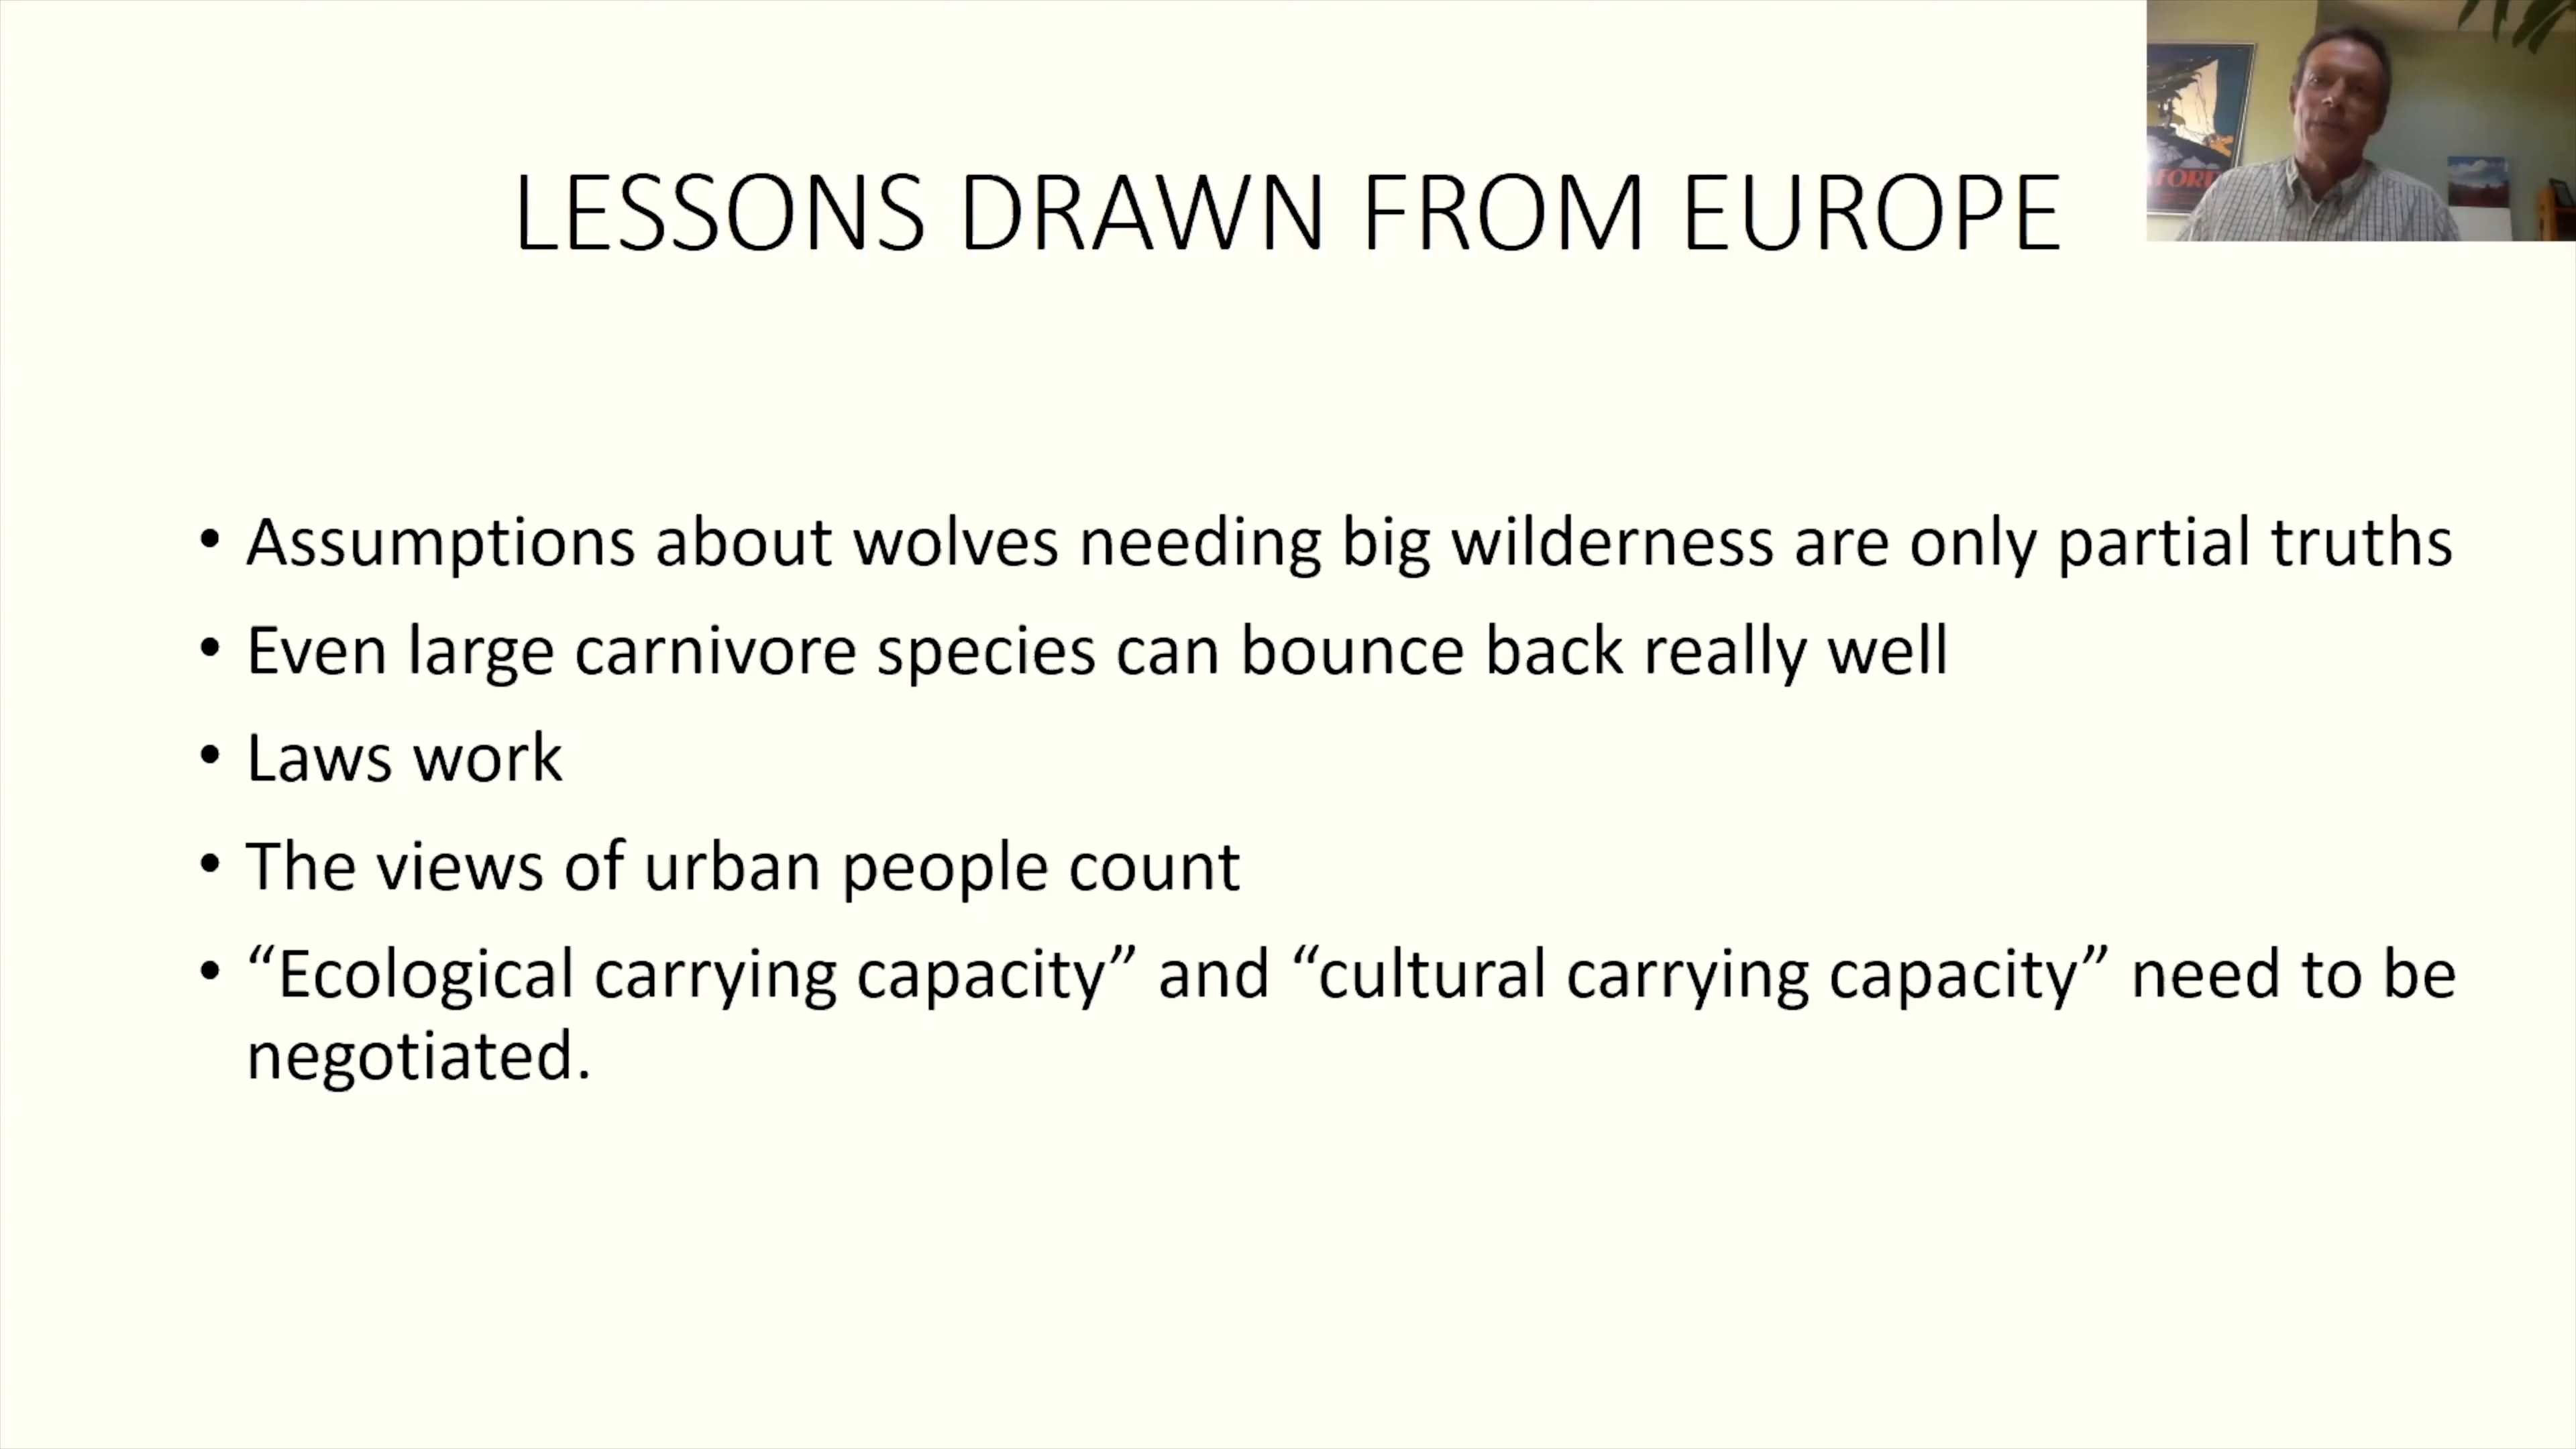 LESSONS DRAWN FROM EUROPE
• Assumptions about wolves needing big wilderness are only partial truths
• Even large carnivore species can bounce back really well
• Laws work
• The views of urban people count
• “Ecological carrying capacity” and “cultural carrying capacity” need to be
negotiated.